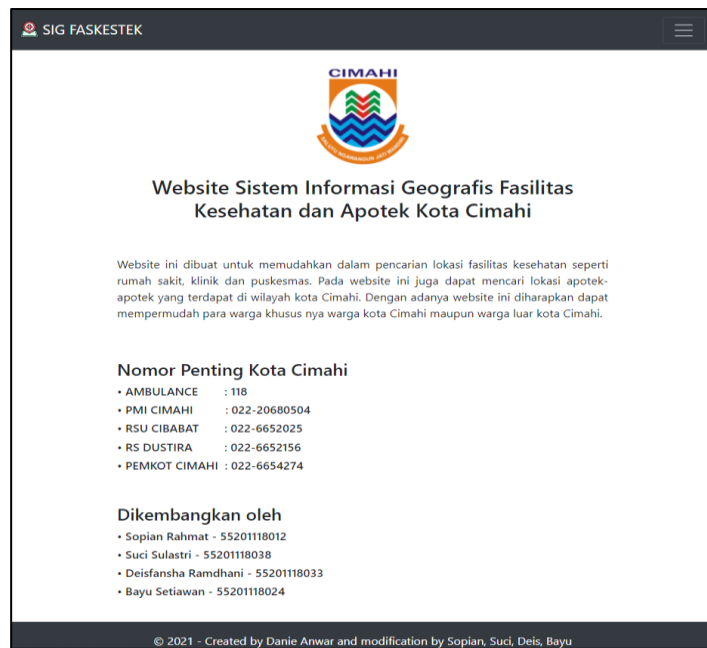 SIG FASKESTEK
CIMAHI
Website Sistem Informasi Geografis Fasilitas
Kesehatan dan Apotek Kota Cimahi
Website ini dibuat untuk memudahkan dalam pencarian lokasi fasilitas kesehatan seperti
rumah sakit, klinik dan puskesmas. Pada website ini juga dapat mencari lokasi apotek-
apotek yang terdapat di wilayah kota Cimahi. Dengan adanya website ini diharapkan dapat
mempermudah para warga khusus nya warga kota Cimahi maupun warga luar kota Cimahi.
Nomor Penting Kota Cimahi
• AMBULANCE : 118
• PMI CIMAHI : 022-20680504
• RSU CIBABAT : 022-6652025
• RS DUSTIRA : 022-6652156
• PEMKOT CIMAHI : 022-6654274
Dikembangkan oleh
• Sopian Rahmat - 55201118012
• Suci Sulastri - 55201118038
• Deisfansha Ramdhani - 55201118033
• Bayu Setiawan - 55201118024
© 2021 - Created by Danie Anwar and modification by Sopian, Suci, Deis, Bayu